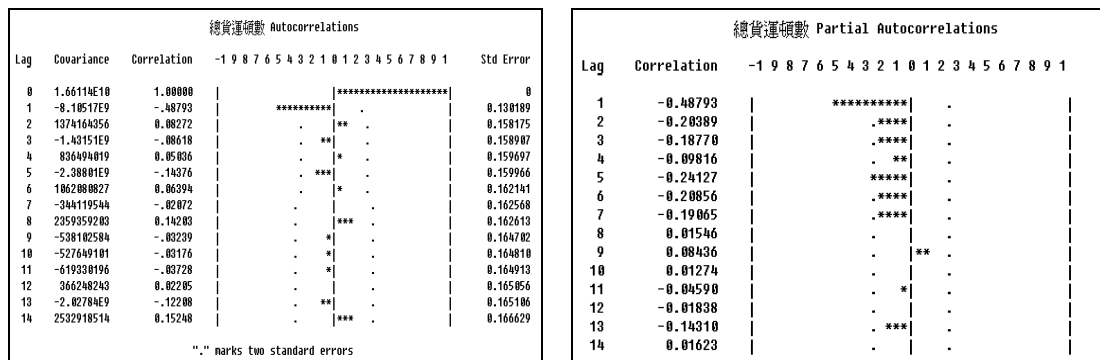 總貨運噸數 Autocorrelations
Lag Covariance Correlation -1 9 8 7 6 5 4 3 2 1 0 1 2 3 4 5 6 7 8 9 1 Std Error
0 1.66114E10 1.00000 | |********************| 0
1 -8.10517E9 -.48793 | **********| . | 0.130189
2 1374164356 0.08272 | . |** . | 0.158175
3 -1.43151E9 -.08618 | . **| . | 0.158907
4 836494019 0.05036 | . |* . | 0.159697
5 -2.38801E9 -.14376 | . ***| . | 0.159966
6 1062080827 0.06394 | . |* . | 0.162141
7 -344119544 -.02072 | . | . | 0.162568
8 2359359203 0.14203 | . |*** . | 0.162613
9 -538102584 -.03239 | . *| . | 0.164702
10 -527649101 -.03176 | . *| . | 0.164810
11 -619330196 -.03728 | . *| . | 0.164913
12 366248243 0.02205 | . | . | 0.165056
13 -2.02784E9 -.12208 | . **| . | 0.165106
14 2532918514 0.15248 | . |*** . | 0.166629
"." marks two standard errors
總貨運噸數 Partial Autocorrelations
Lag Correlation -1 9 8 7 6 5 4 3 2 1 0 1 2 3 4 5 6 7 8 9 1
1 -0.48793 | **********| . |
2 -0.20389 | .****| . |
3 -0.18770 | .****| . |
4 -0.09816 | . **| . |
5 -0.24127 | *****| . |
6 -0.20856 | .****| . |
7 -0.19065 | .****| . |
8 0.01546 | . | . |
9 0.08436 | . |** . |
10 0.01274 | . | . |
11 -0.04590 | . *| . |
12 -0.01838 | . | . |
13 -0.14310 | . ***| . |
14 0.01623 | . | . |